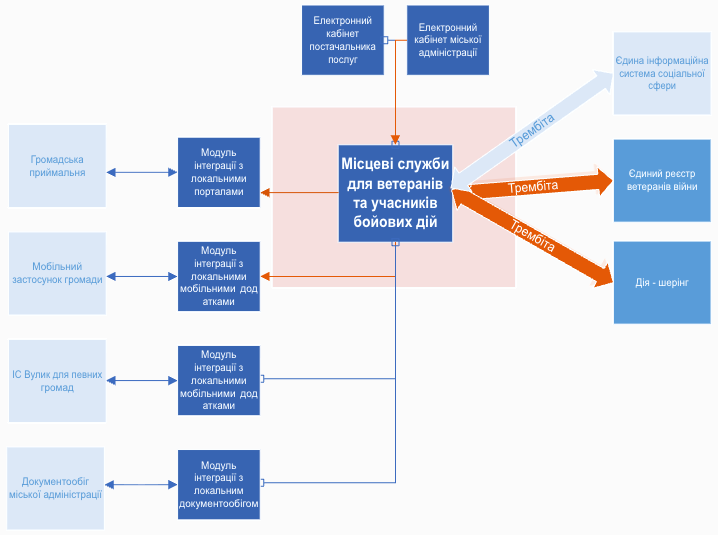 Електронний
кабінет
постачальника
послуг
Електронний
кабінет міської
адміністрації
Єдина інформаційна
система соціальної
сфери
Трембіта
Громадська
приймальня
Модуль
інтеграції з
локальними
порталами
Місцеві служби
для ветеранів
та учасників
бойових дій
Трембіта
Єдиний реєстр
ветеранів війни
Трембіта
Мобільний
застосунок громади
Модуль
інтеграції з
локальними
мобільними дод
атками
Дія - шерінг
ІС Вулик для певних
громад
Модуль
інтеграції з
локальними
мобільними дод
атками
Документообіг
міської адміністрації
Модуль
інтеграції з
локальним
документообігом